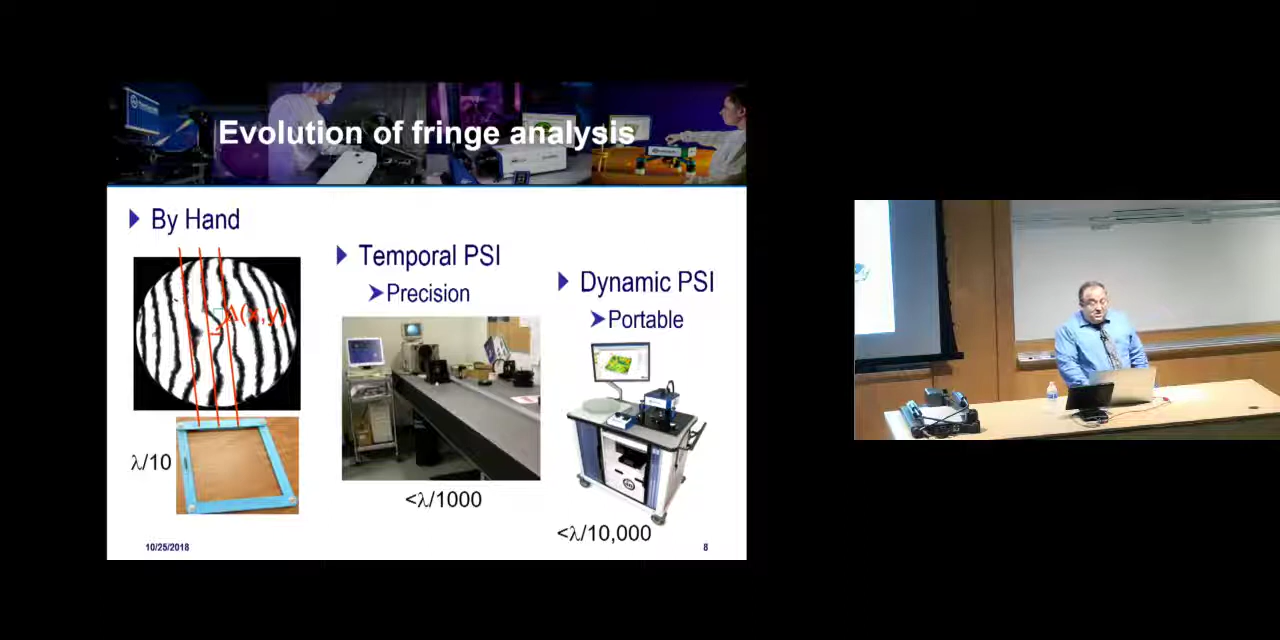 Evolution of fringe analysis
By Hand
Δ(x,y)
λ/10
Temporal PSI
Precision
<λ/1000
Dynamic PSI
Portable
<λ/10,000
10/25/2018
8